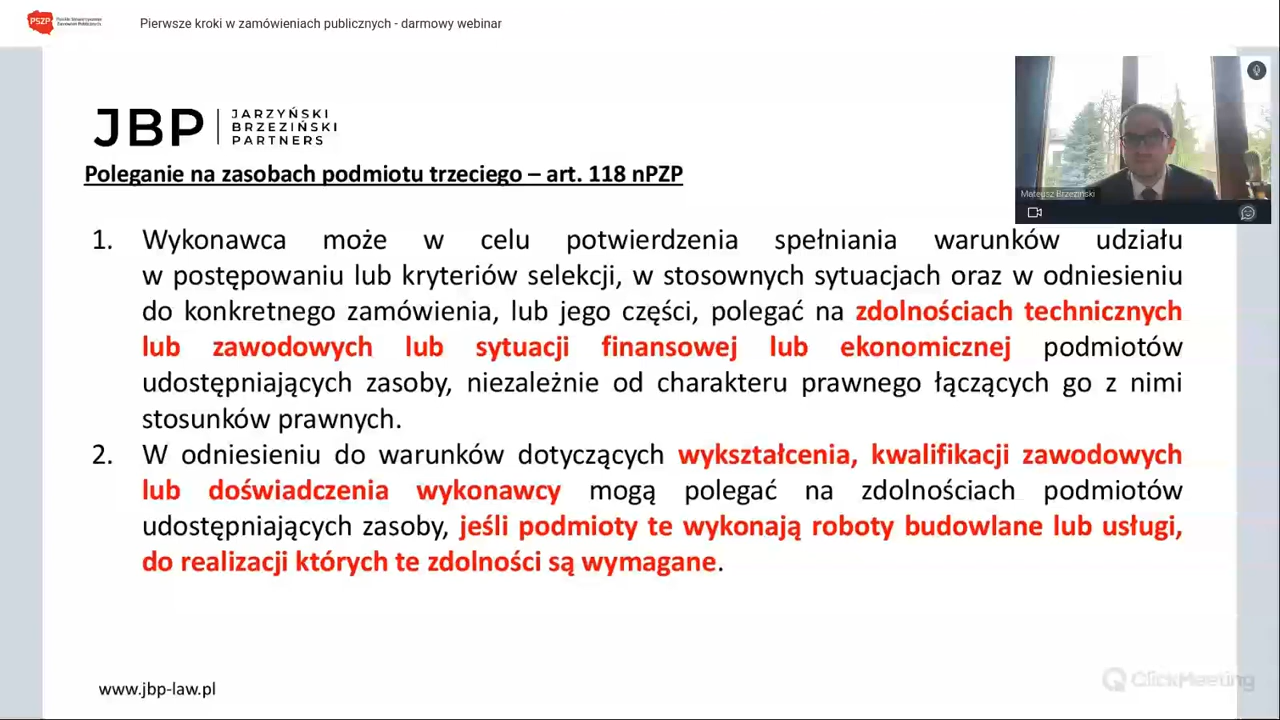 PSZP
Polskie Stowarzyszenie
Zamówień Publicznych
Pierwsze kroki w zamówieniach publicznych - darmowy webinar
JBP
JARZYŃSKI
BRZEZIŃSKI
PARTNERS
Mateusz Brzeziński
Poleganie na zasobach podmiotu trzeciego – art. 118 nPZP
1. Wykonawca może w celu potwierdzenia spełniania warunków udziału
w postępowaniu lub kryteriów selekcji, w stosownych sytuacjach oraz w odniesieniu
do konkretnego zamówienia, lub jego części, polegać na zdolnościach technicznych
lub zawodowych lub sytuacji finansowej lub ekonomicznej podmiotów
udostępniających zasoby, niezależnie od charakteru prawnego łączących go z nimi
stosunków prawnych.
2. W odniesieniu do warunków dotyczących wykształcenia, kwalifikacji zawodowych
lub doświadczenia wykonawcy mogą polegać na zdolnościach podmiotów
udostępniających zasoby, jeśli podmioty te wykonają roboty budowlane lub usługi,
do realizacji których te zdolności są wymagane.
www.jbp-law.pl
ClickMeeting